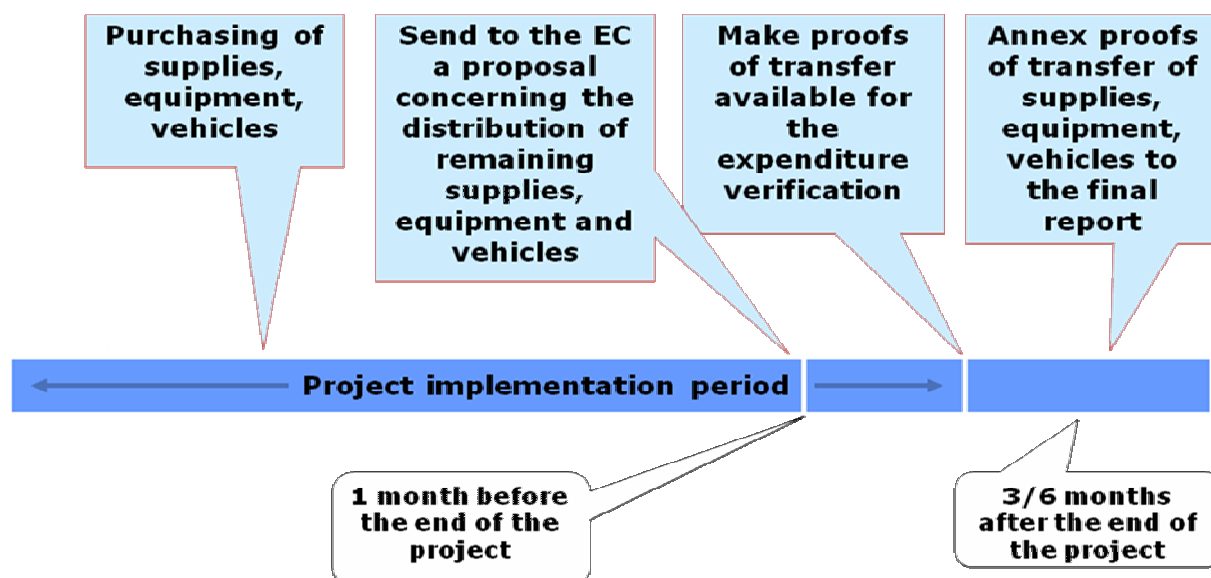 Purchasing of
supplies,
equipment,
vehicles
Send to the EC
a proposal
concerning the
distribution of
remaining
supplies,
equipment and
vehicles
Make proofs
of transfer
available for
the
expenditure
verification
Annex proofs
of transfer of
supplies,
equipment,
vehicles to
the final
report
Project implementation period
1 month before
the end of the
project
3/6 months
after the end of
the project